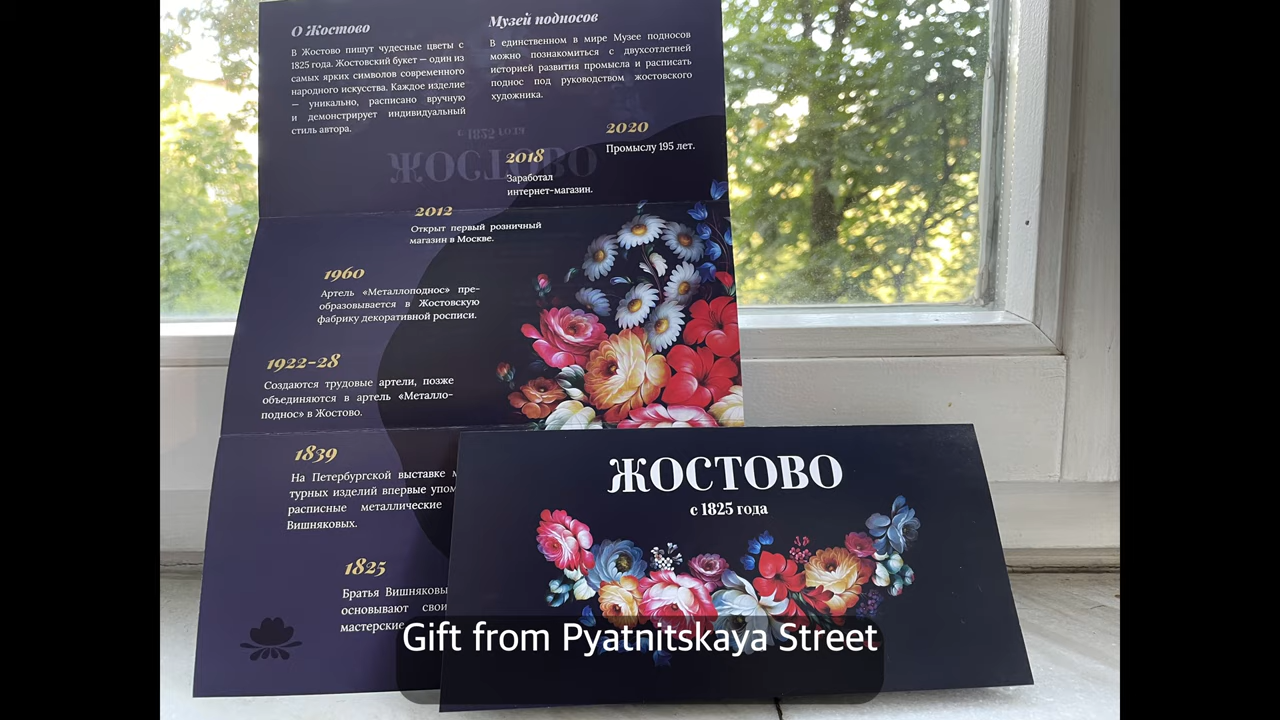 О Жостово
В Жостово пишут чудесные цветы с
1825 года. Жостовский букет — один из
самых ярких символов современного
народного искусства. Каждое изделие
— уникально, расписано вручную
и демонстрирует индивидуальный
стиль автора.
Музей подносов
В единственном в мире Музее подносов
можно познакомиться с двухсотлетней
историей развития промысла и расписать
поднос под руководством жостовского
художника.
с 1825 года
ЖОСТОВО
2020
Промыслу 195 лет.
2018
Заработал
интернет-магазин.
2012
Открыт первый розничный
магазин в Москве.
1960
Артель «Металлоподнос» пре-
образовывается в Жостовскую
фабрику декоративной росписи.
1922-28
Создаются трудовые артели, позже
объединяются в артель «Металло-
поднос» в Жостово.
1839
На Петербургской выставке
турных изделий впервые
расписные металлические
Вишняковых.
1825
Братья
основывают
мастерские
ЖОСТОВО
с 1825 года
Gift from Pyatnitskaya Street